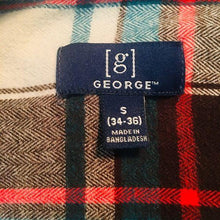 [g]
GEORGE™
S
(34-36)
MADE IN
BANGLADESH